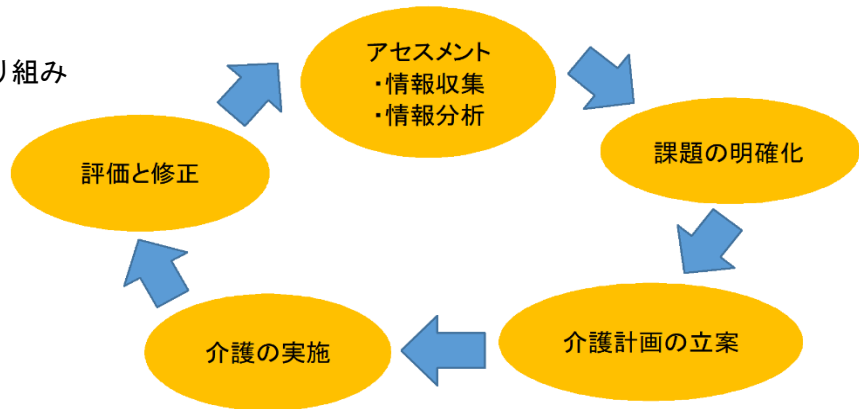 り組み
アセスメント
・情報収集
・情報分析
課題の明確化
介護計画の立案
介護の実施
評価と修正